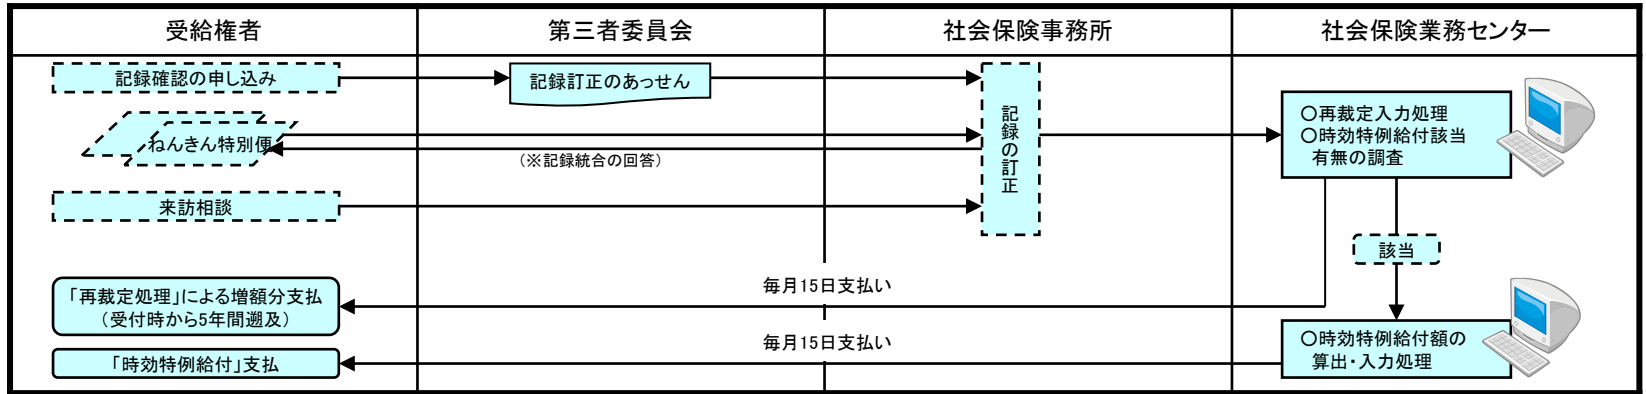 受給権者
第三者委員会
社会保険事務所
社会保険業務センター
記録確認の申し込み
記録訂正のあっせん
記録の訂正
○再裁定入力処理
○時効特例給付該当
有無の調査
ねんきん特別便
(※記録統合の回答)
来訪相談
該当
毎月15日支払い
「再裁定処理」による増額分支払
(受付時から5年間遡及)
毎月15日支払い
○時効特例給付額の
算出・入力処理
「時効特例給付」支払